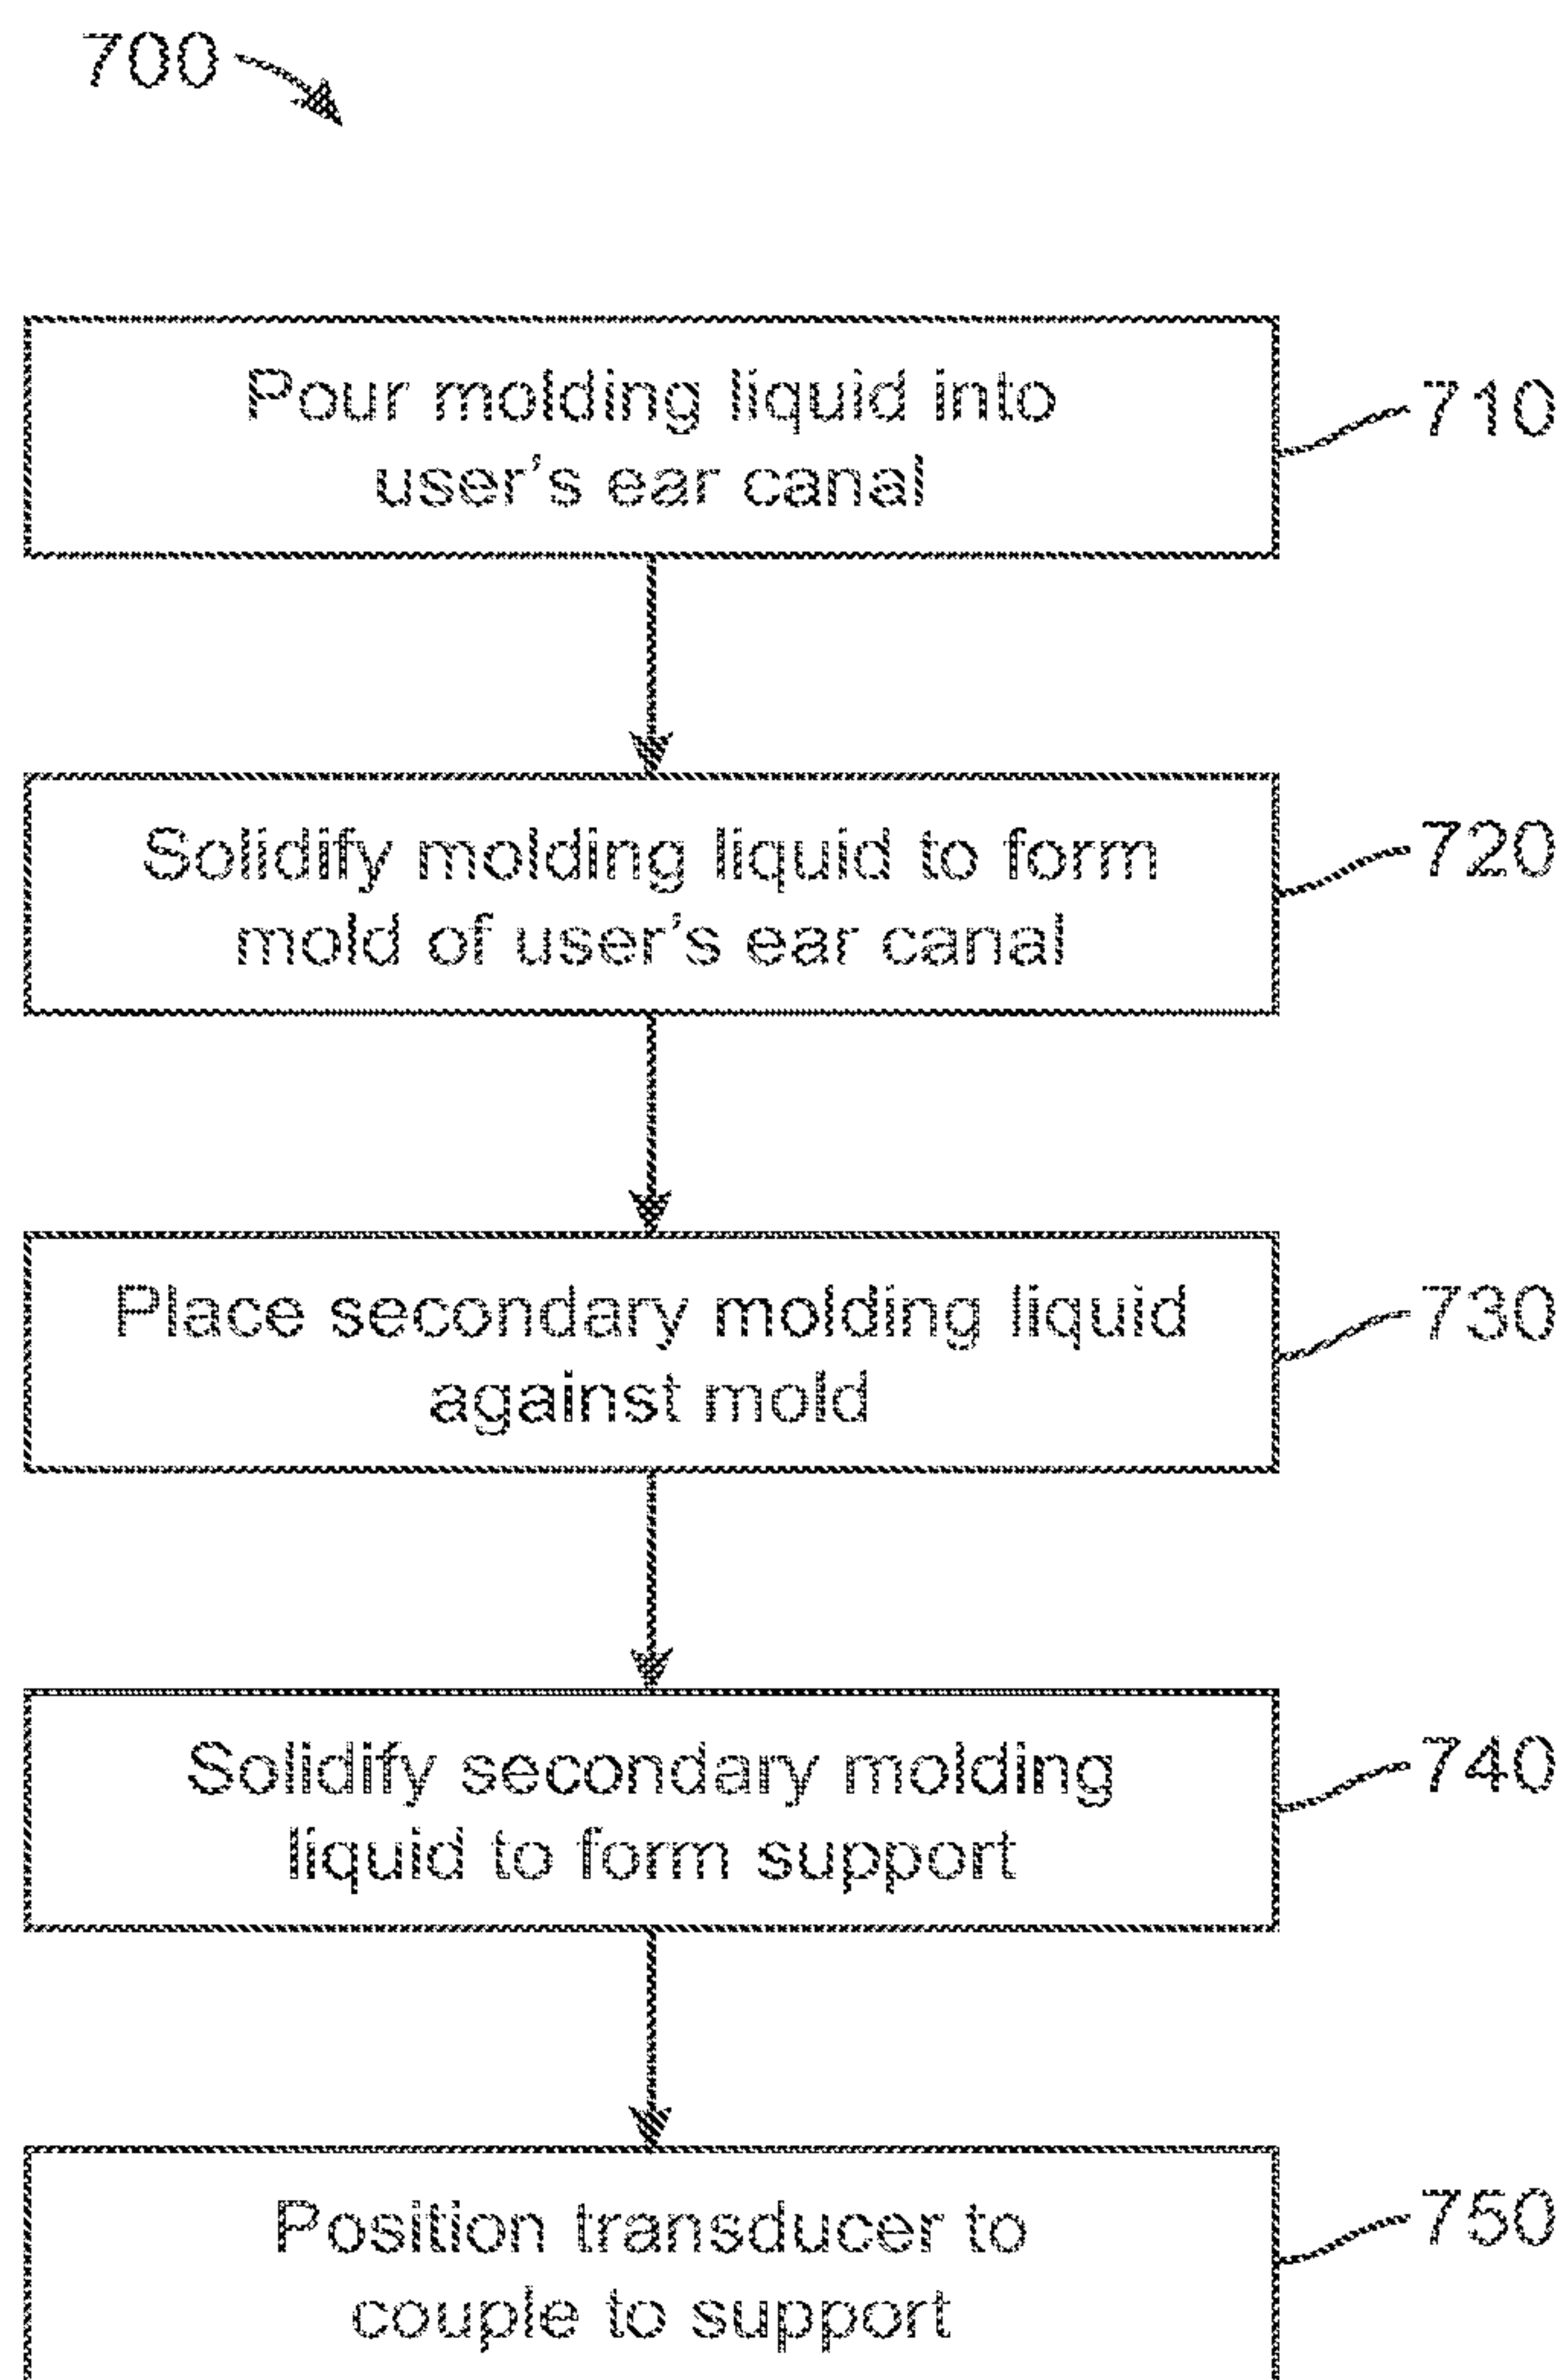 700
Pour molding liquid into
user's ear canal
710
Solidify molding liquid to form
mold of user's ear canal
720
Place secondary molding liquid
against mold
730
Solidify secondary molding
liquid to form support
740
Position transducer to
couple to support
750